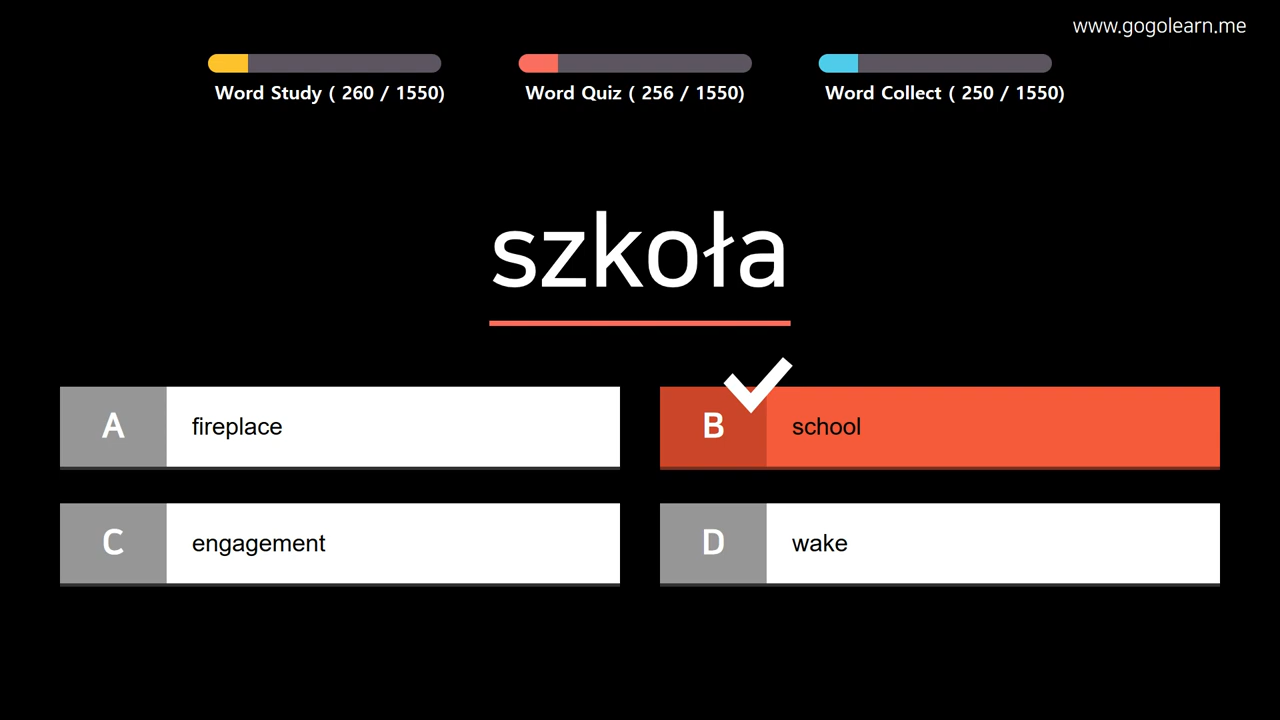 www.gogolearn.me
Word Study ( 260 / 1550)
Word Quiz ( 256 / 1550)
Word Collect ( 250 / 1550)
szkoła
A fireplace
B school
C engagement
D wake